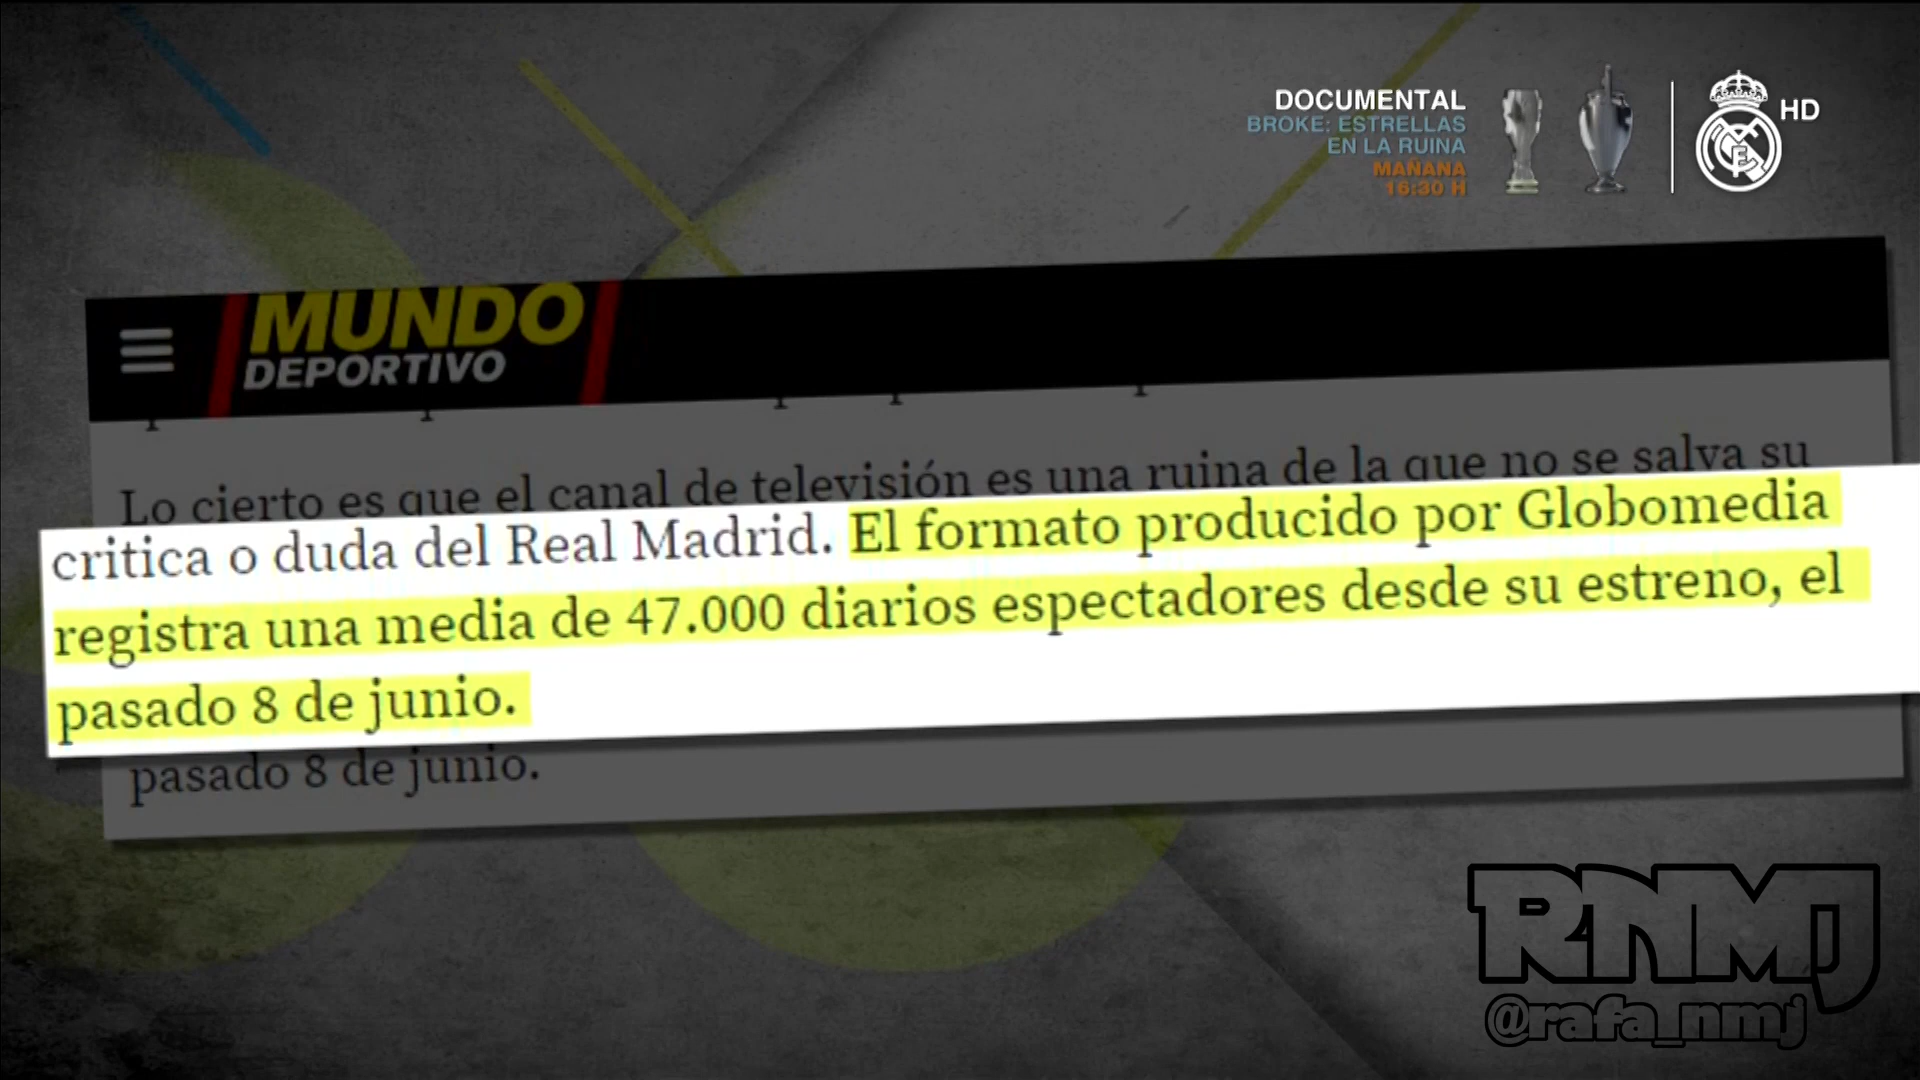 DOCUMENTAL
BROKE: ESTRELLAS
EN LA RUINA
MAÑANA
16:30 H
HD
MUNDO
DEPORTIVO
Lo cierto es que el canal de televisión es una ruina de la que no se salva su
critica o duda del Real Madrid. El formato producido por Globomedia
registra una media de 47.000 diarios espectadores desde su estreno, el
pasado 8 de junio.
pasado 8 de junio.
RNMJ
@rafa_nmj